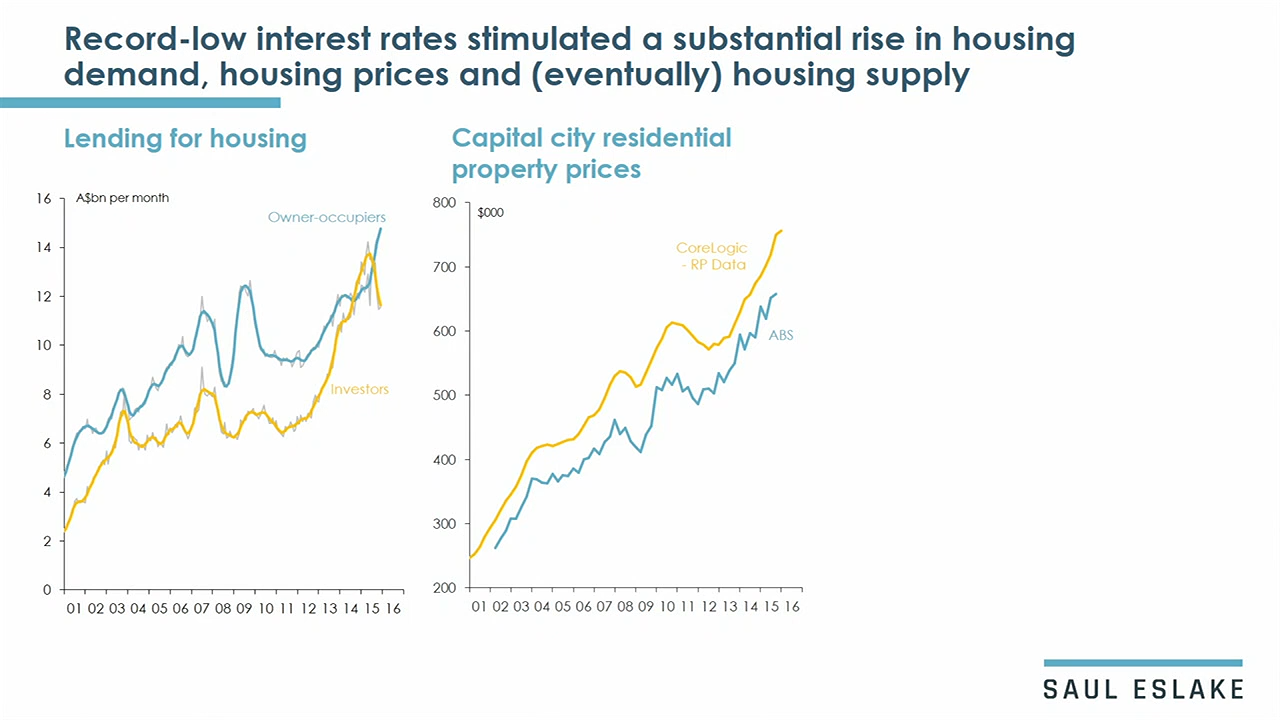 Record-low interest rates stimulated a substantial rise in housing
demand, housing prices and (eventually) housing supply
Lending for housing
A$bn per month
16
14
12
10
8
6
4
2
0
Owner-occupiers
Investors
01 02 03 04 05 06 07 08 09 10 11 12 13 14 15 16
Capital city residential
property prices
$000
800
700
600
500
400
300
200
CoreLogic
- RP Data
ABS
01 02 03 04 05 06 07 08 09 10 11 12 13 14 15 16
SAUL ESLAKE